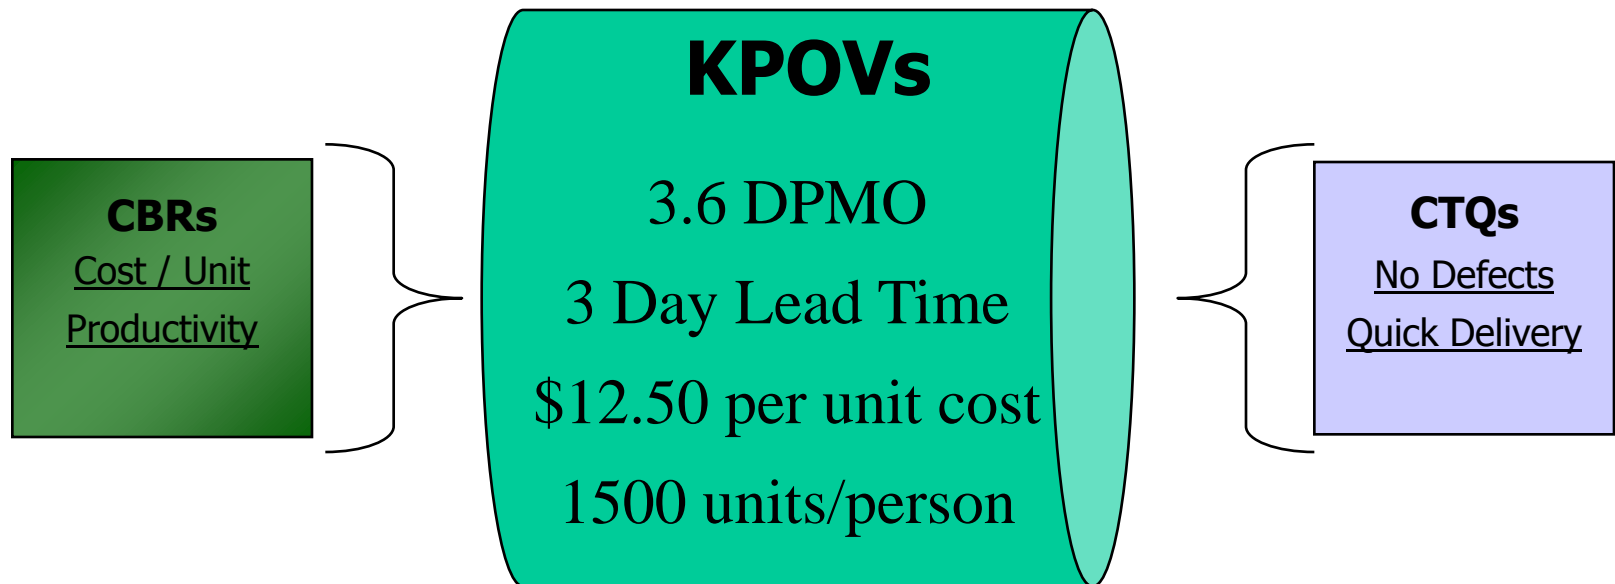 KPOVs
3.6 DPMO
3 Day Lead Time
$12.50 per unit cost
1500 units/person
CBRs
Cost / Unit
Productivity
CTQs
No Defects
Quick Delivery